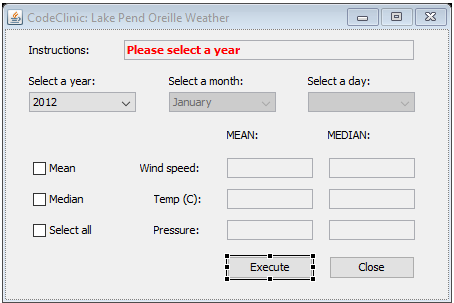 CodeClinic: Lake Pend Oreille Weather
Instructions: Please select a year
Select a year: Select a month: Select a day:
2012 January
MEAN: MEDIAN:
Mean Wind speed:
Median Temp (C):
Select all Pressure:
Execute Close